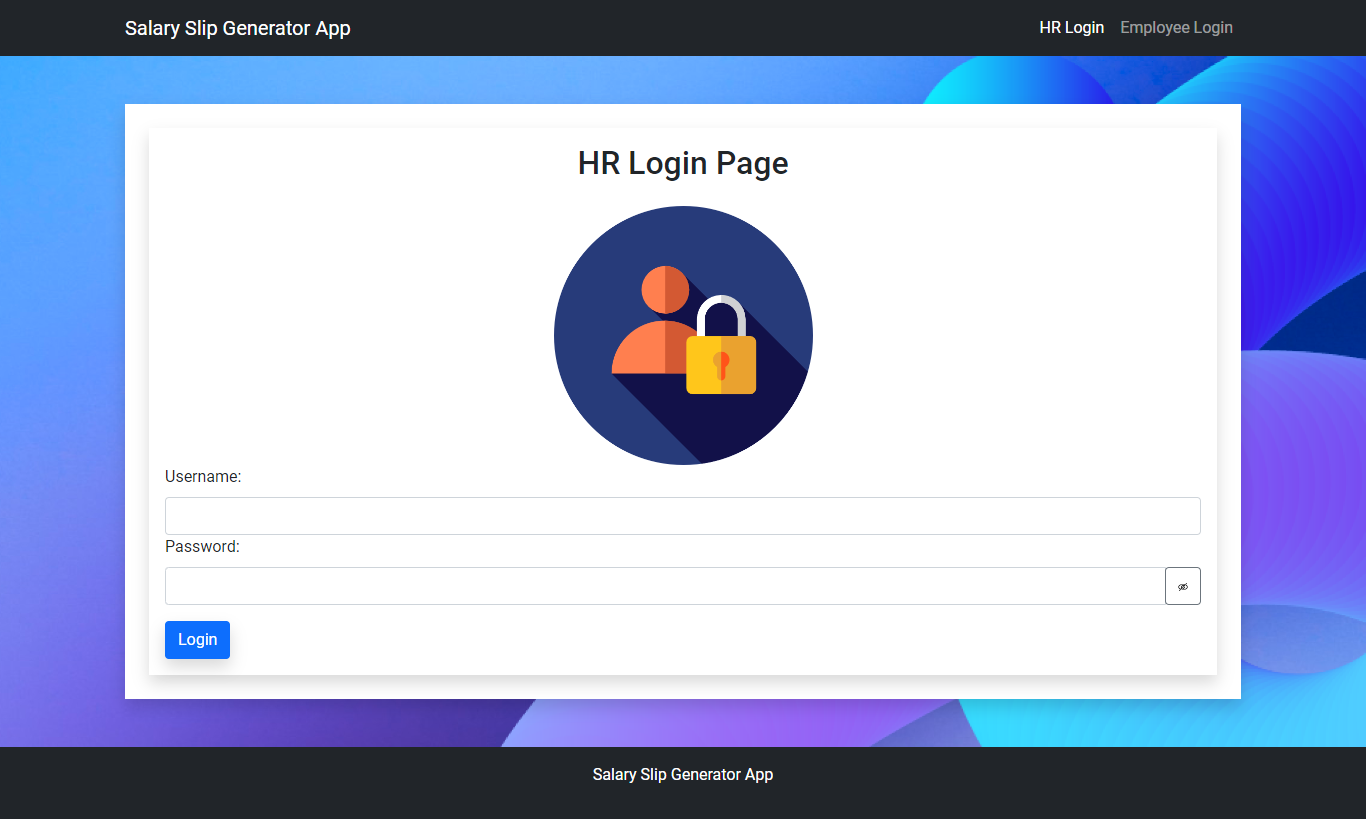 Salary Slip Generator App
HR Login Employee Login
HR Login Page
Username:
Password:
Login
Salary Slip Generator App